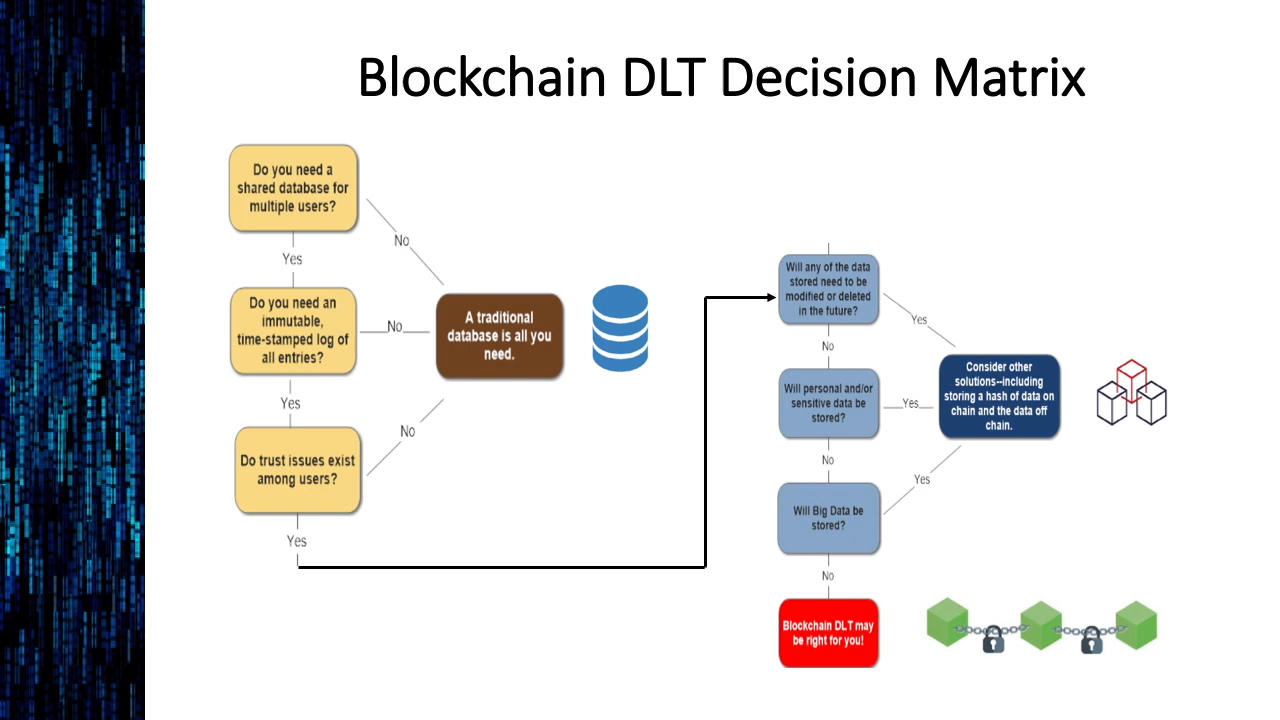 Blockchain DLT Decision Matrix
Do you need a
shared database for
multiple users?
No
Yes
Do you need an
immutable,
time-stamped log of
all entries?
No
A traditional
database is all you
need.
Yes
No
Do trust issues exist
among users?
Yes
Will any of the data
stored need to be
modified or deleted
in the future?
Yes
No
Will personal and/or
sensitive data be
stored?
Yes
Consider other
solutions--including
storing a hash of data on
chain and the data off
chain.
No
Yes
Will Big Data be
stored?
No
Blockchain DLT may
be right for you!